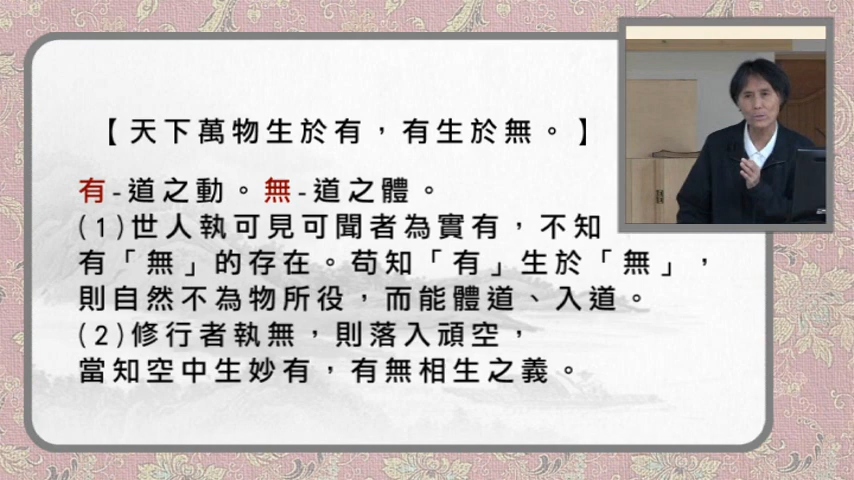 【天下萬物生於有，有生於無。】
有-道之動。無-道之體。
(1)世人執可見可聞者為實有，不知
有「無」的存在。苟知「有」生於「無」，
則自然不為物所役，而能體道、入道。
(2)修行者執無，則落入頑空，
當知空中生妙有，有無相生之義。